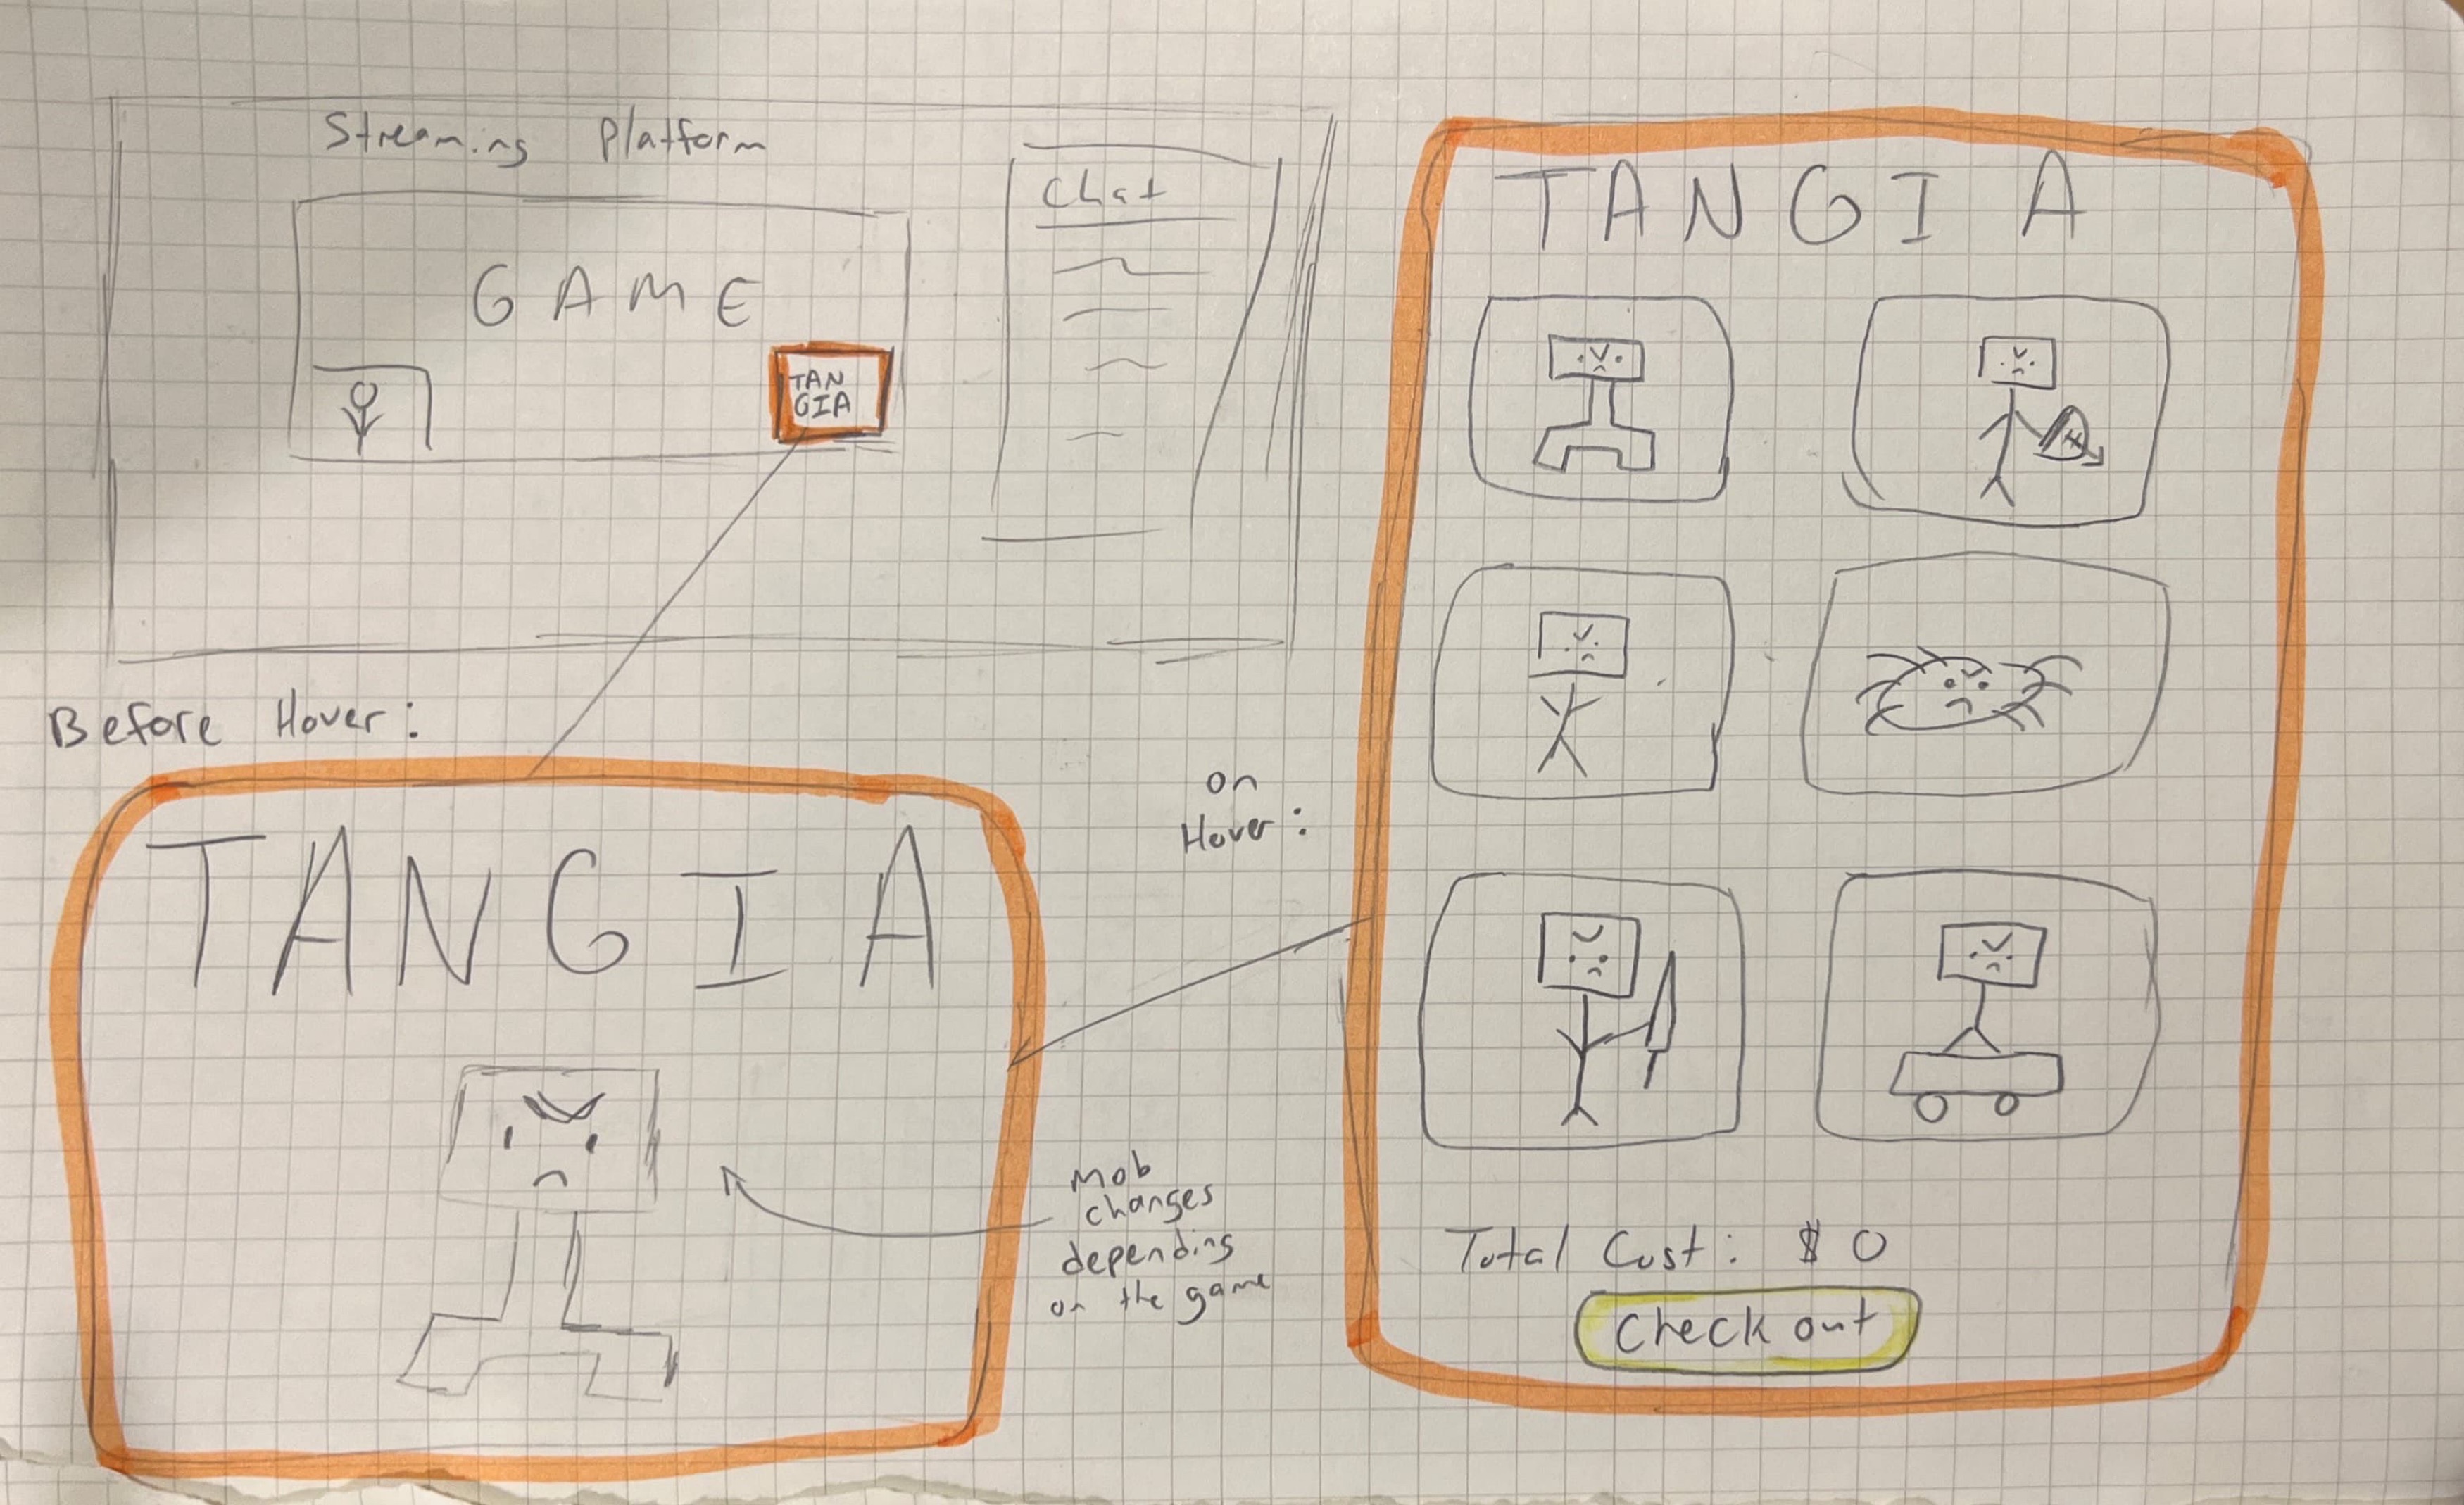 Streaming Platform
GAME
TAN
GIA
Chat
Before Hover:
TANGIA
Mob
changes
depending
on the game
On
Hover:
TANGIA
Total Cost: $0
Check out